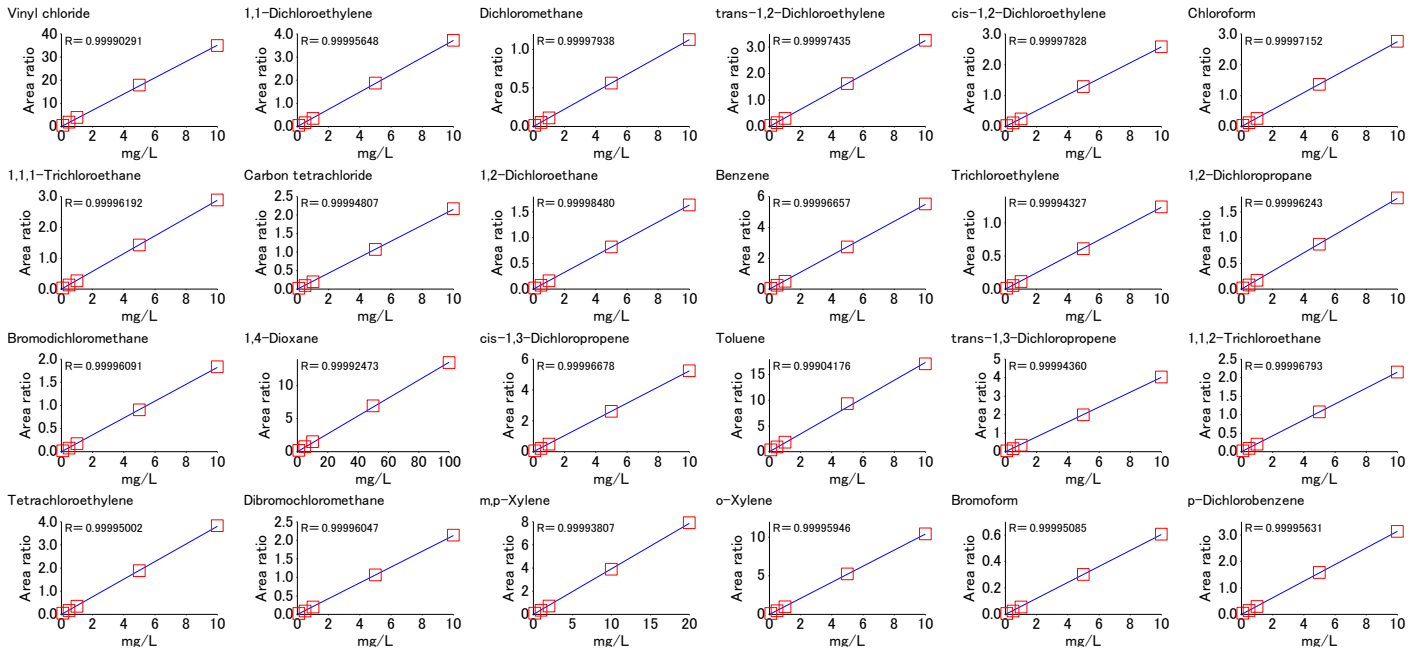 Vinyl chloride
R= 0.99990291
Area ratio
40
30
20
10
0
0 2 4 6 8 10
mg/L
1,1-Dichloroethylene
R= 0.99995648
Area ratio
4.0
3.0
2.0
1.0
0.0
0 2 4 6 8 10
mg/L
Dichloromethane
R= 0.99997938
Area ratio
1.0
0.5
0.0
0 2 4 6 8 10
mg/L
trans-1,2-Dichloroethylene
R= 0.99997435
Area ratio
3.0
2.0
1.0
0.0
0 2 4 6 8 10
mg/L
cis-1,2-Dichloroethylene
R= 0.99997828
Area ratio
3.0
2.0
1.0
0.0
0 2 4 6 8 10
mg/L
Chloroform
R= 0.99997152
Area ratio
3.0
2.0
1.0
0.0
0 2 4 6 8 10
mg/L
1,1,1-Trichloroethane
R= 0.99996192
Area ratio
3.0
2.0
1.0
0.0
0 2 4 6 8 10
mg/L
Carbon tetrachloride
R= 0.99994807
Area ratio
2.5
2.0
1.5
1.0
0.5
0.0
0 2 4 6 8 10
mg/L
1,2-Dichloroethane
R= 0.99998480
Area ratio
1.5
1.0
0.5
0.0
0 2 4 6 8 10
mg/L
Benzene
R= 0.99996657
Area ratio
6
4
2
0
0 2 4 6 8 10
mg/L
Trichloroethylene
R= 0.99994327
Area ratio
1.0
0.5
0.0
0 2 4 6 8 10
mg/L
1,2-Dichloropropane
R= 0.99996243
Area ratio
1.5
1.0
0.5
0.0
0 2 4 6 8 10
mg/L
Bromodichloromethane
R= 0.99996091
Area ratio
2.0
1.5
1.0
0.5
0.0
0 2 4 6 8 10
mg/L
1,4-Dioxane
R= 0.99992473
Area ratio
10
5
0
0 20 40 60 80 100
mg/L
cis-1,3-Dichloropropene
R= 0.99996678
Area ratio
6
4
2
0
0 2 4 6 8 10
mg/L
Toluene
R= 0.99904176
Area ratio
15
10
5
0
0 2 4 6 8 10
mg/L
trans-1,3-Dichloropropene
R= 0.99994360
Area ratio
5
4
3
2
1
0
0 2 4 6 8 10
mg/L
1,1,2-Trichloroethane
R= 0.99996793
Area ratio
2.5
2.0
1.5
1.0
0.5
0.0
0 2 4 6 8 10
mg/L
Tetrachloroethylene
R= 0.99995002
Area ratio
4.0
3.0
2.0
1.0
0.0
0 2 4 6 8 10
mg/L
Dibromochloromethane
R= 0.99996047
Area ratio
2.5
2.0
1.5
1.0
0.5
0.0
0 2 4 6 8 10
mg/L
m,p-Xylene
R= 0.99993807
Area ratio
8
6
4
2
0
0 5 10 15 20
mg/L
o-Xylene
R= 0.99995946
Area ratio
10
5
0
0 2 4 6 8 10
mg/L
Bromoform
R= 0.99995085
Area ratio
0.6
0.4
0.2
0.0
0 2 4 6 8 10
mg/L
p-Dichlorobenzene
R= 0.99995631
Area ratio
3.0
2.0
1.0
0.0
0 2 4 6 8 10
mg/L